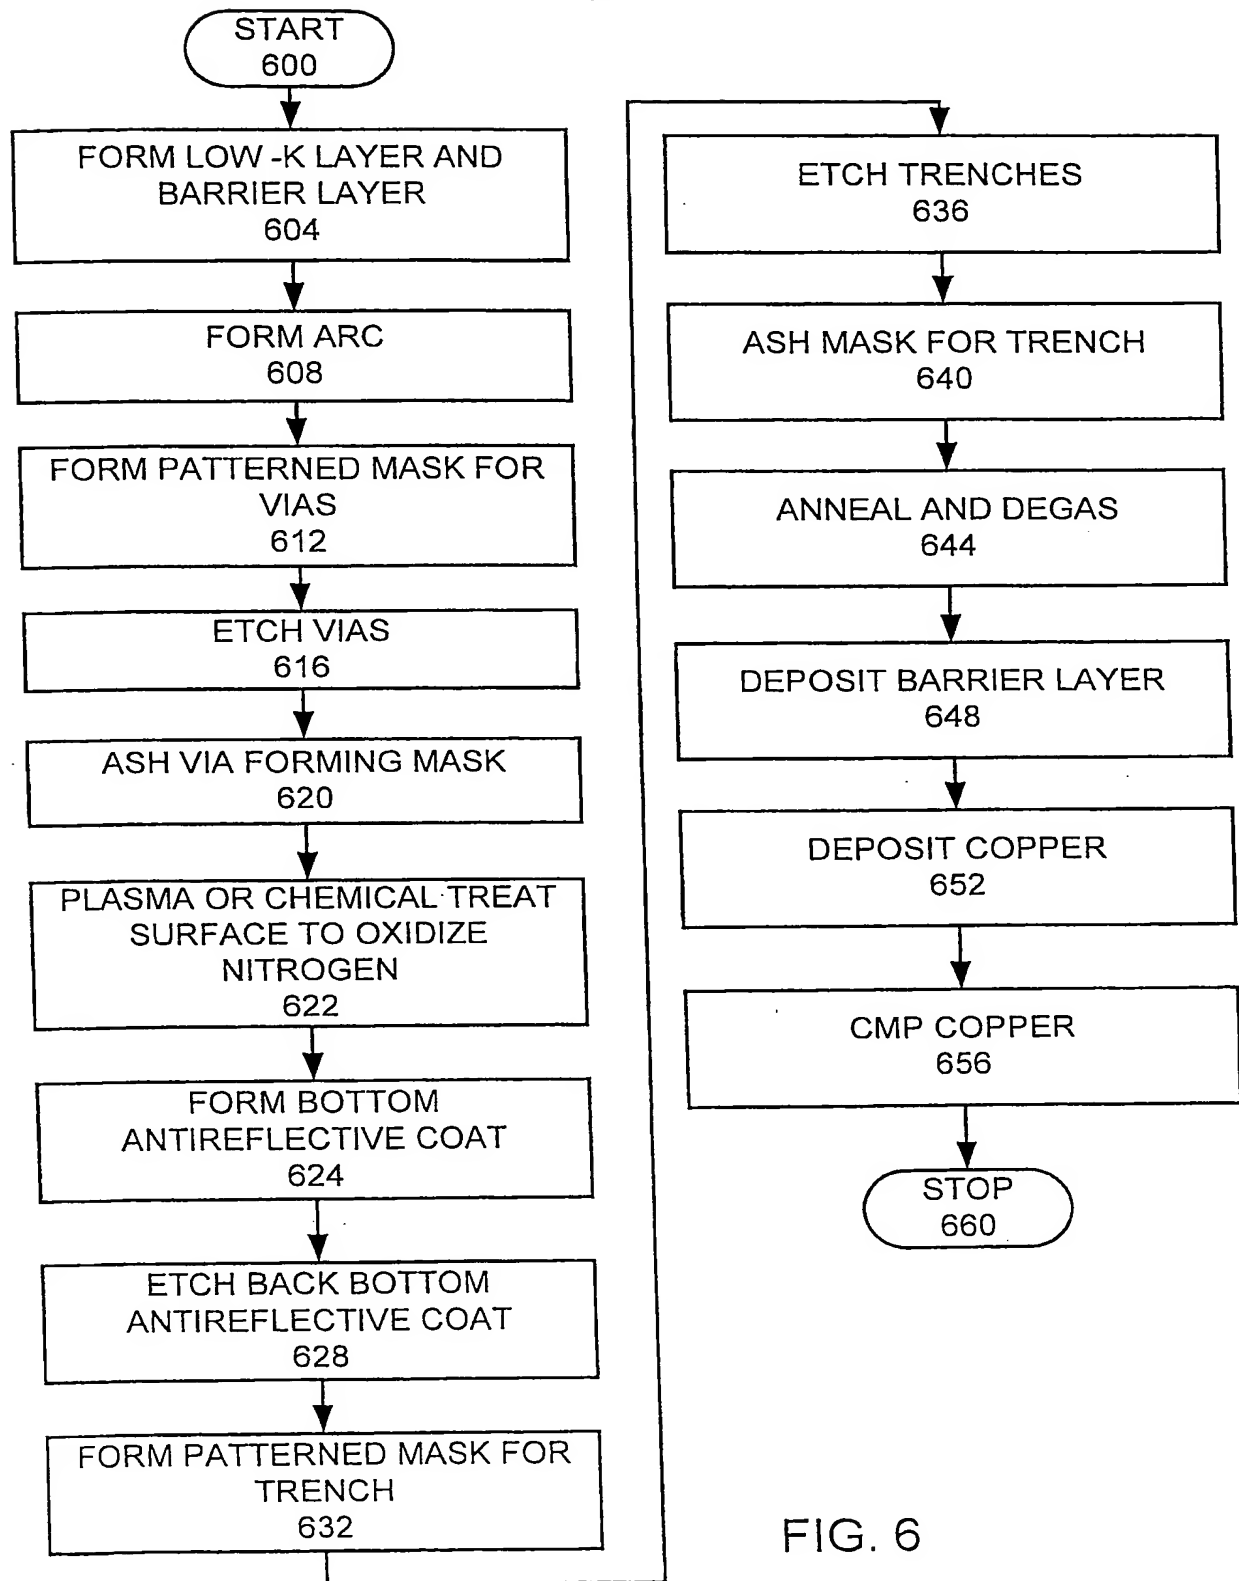 START
600
FORM LOW -K LAYER AND
BARRIER LAYER
604
FORM ARC
608
FORM PATTERNED MASK FOR
VIAS
612
ETCH VIAS
616
ASH VIA FORMING MASK
620
PLASMA OR CHEMICAL TREAT
SURFACE TO OXIDIZE
NITROGEN
622
FORM BOTTOM
ANTIREFLECTIVE COAT
624
ETCH BACK BOTTOM
ANTIREFLECTIVE COAT
628
FORM PATTERNED MASK FOR
TRENCH
632
ETCH TRENCHES
636
ASH MASK FOR TRENCH
640
ANNEAL AND DEGAS
644
DEPOSIT BARRIER LAYER
648
DEPOSIT COPPER
652
CMP COPPER
656
STOP
660
FIG. 6